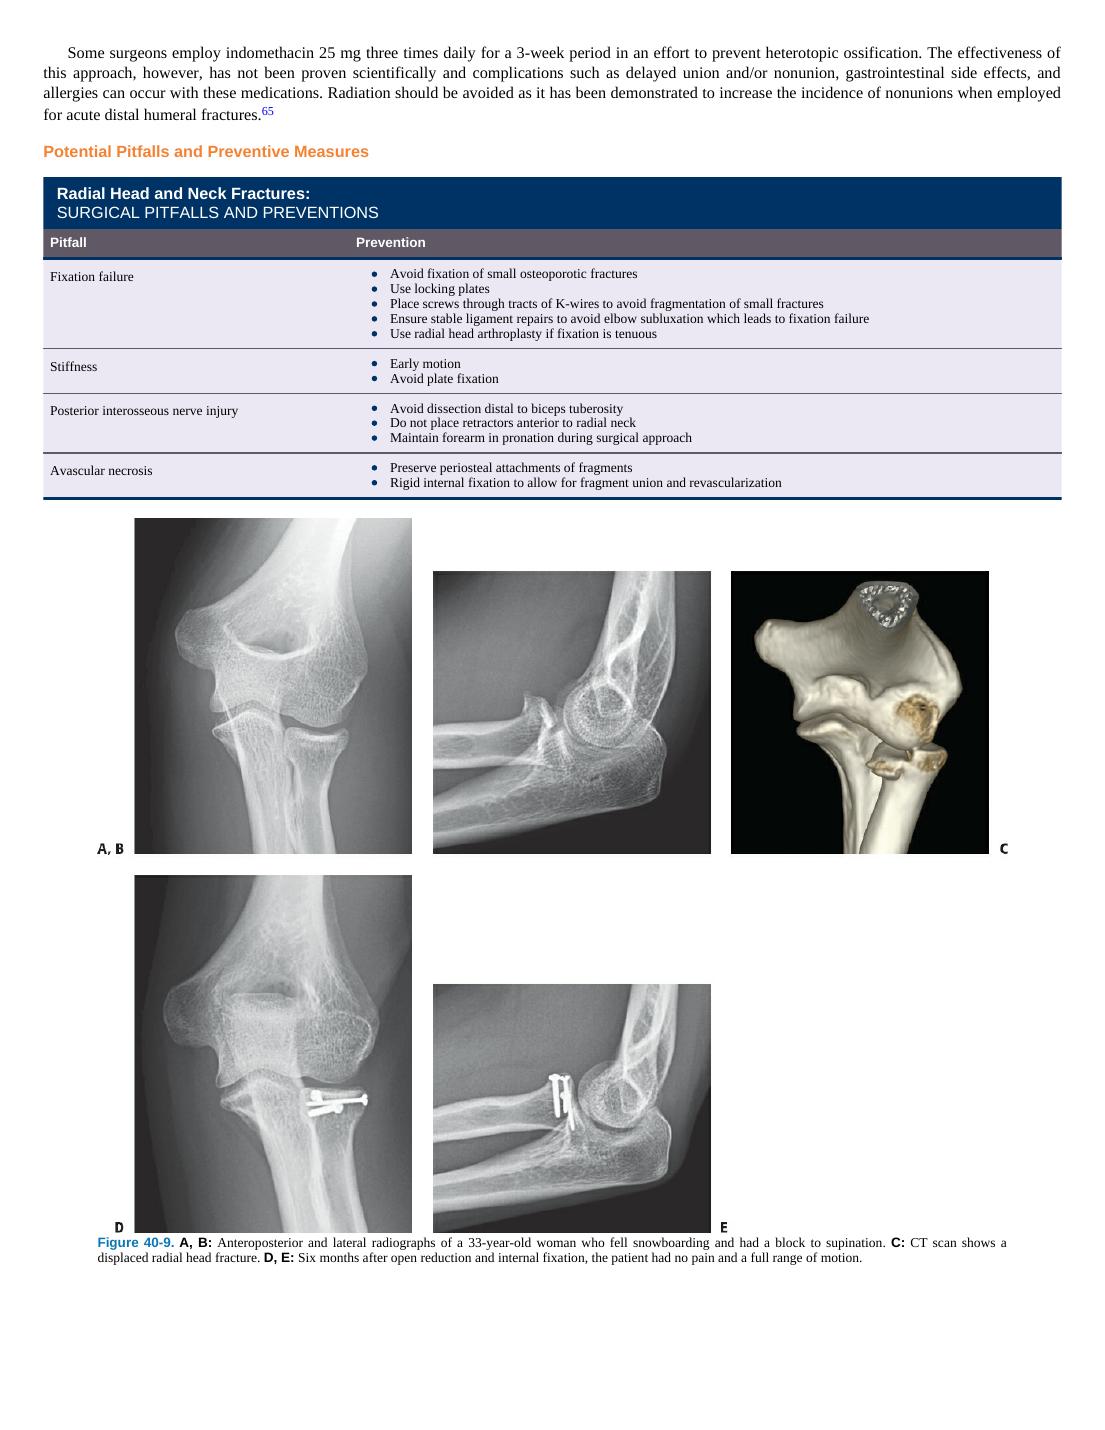 Some surgeons employ indomethacin 25 mg three times daily for a 3-week period in an effort to prevent heterotopic ossification. The effectiveness of
this approach, however, has not been proven scientifically and complications such as delayed union and/or nonunion, gastrointestinal side effects, and
allergies can occur with these medications. Radiation should be avoided as it has been demonstrated to increase the incidence of nonunions when employed
for acute distal humeral fractures.65
Potential Pitfalls and Preventive Measures
Radial Head and Neck Fractures:
SURGICAL PITFALLS AND PREVENTIONS
Pitfall Prevention
Fixation failure
• Avoid fixation of small osteoporotic fractures
• Use locking plates
• Place screws through tracts of K-wires to avoid fragmentation of small fractures
• Ensure stable ligament repairs to avoid elbow subluxation which leads to fixation failure
• Use radial head arthroplasty if fixation is tenuous
Stiffness
• Early motion
• Avoid plate fixation
Posterior interosseous nerve injury
• Avoid dissection distal to biceps tuberosity
• Do not place retractors anterior to radial neck
• Maintain forearm in pronation during surgical approach
Avascular necrosis
• Preserve periosteal attachments of fragments
• Rigid internal fixation to allow for fragment union and revascularization
A, B
C
D
E
Figure 40-9. A, B: Anteroposterior and lateral radiographs of a 33-year-old woman who fell snowboarding and had a block to supination. C: CT scan shows a
displaced radial head fracture. D, E: Six months after open reduction and internal fixation, the patient had no pain and a full range of motion.